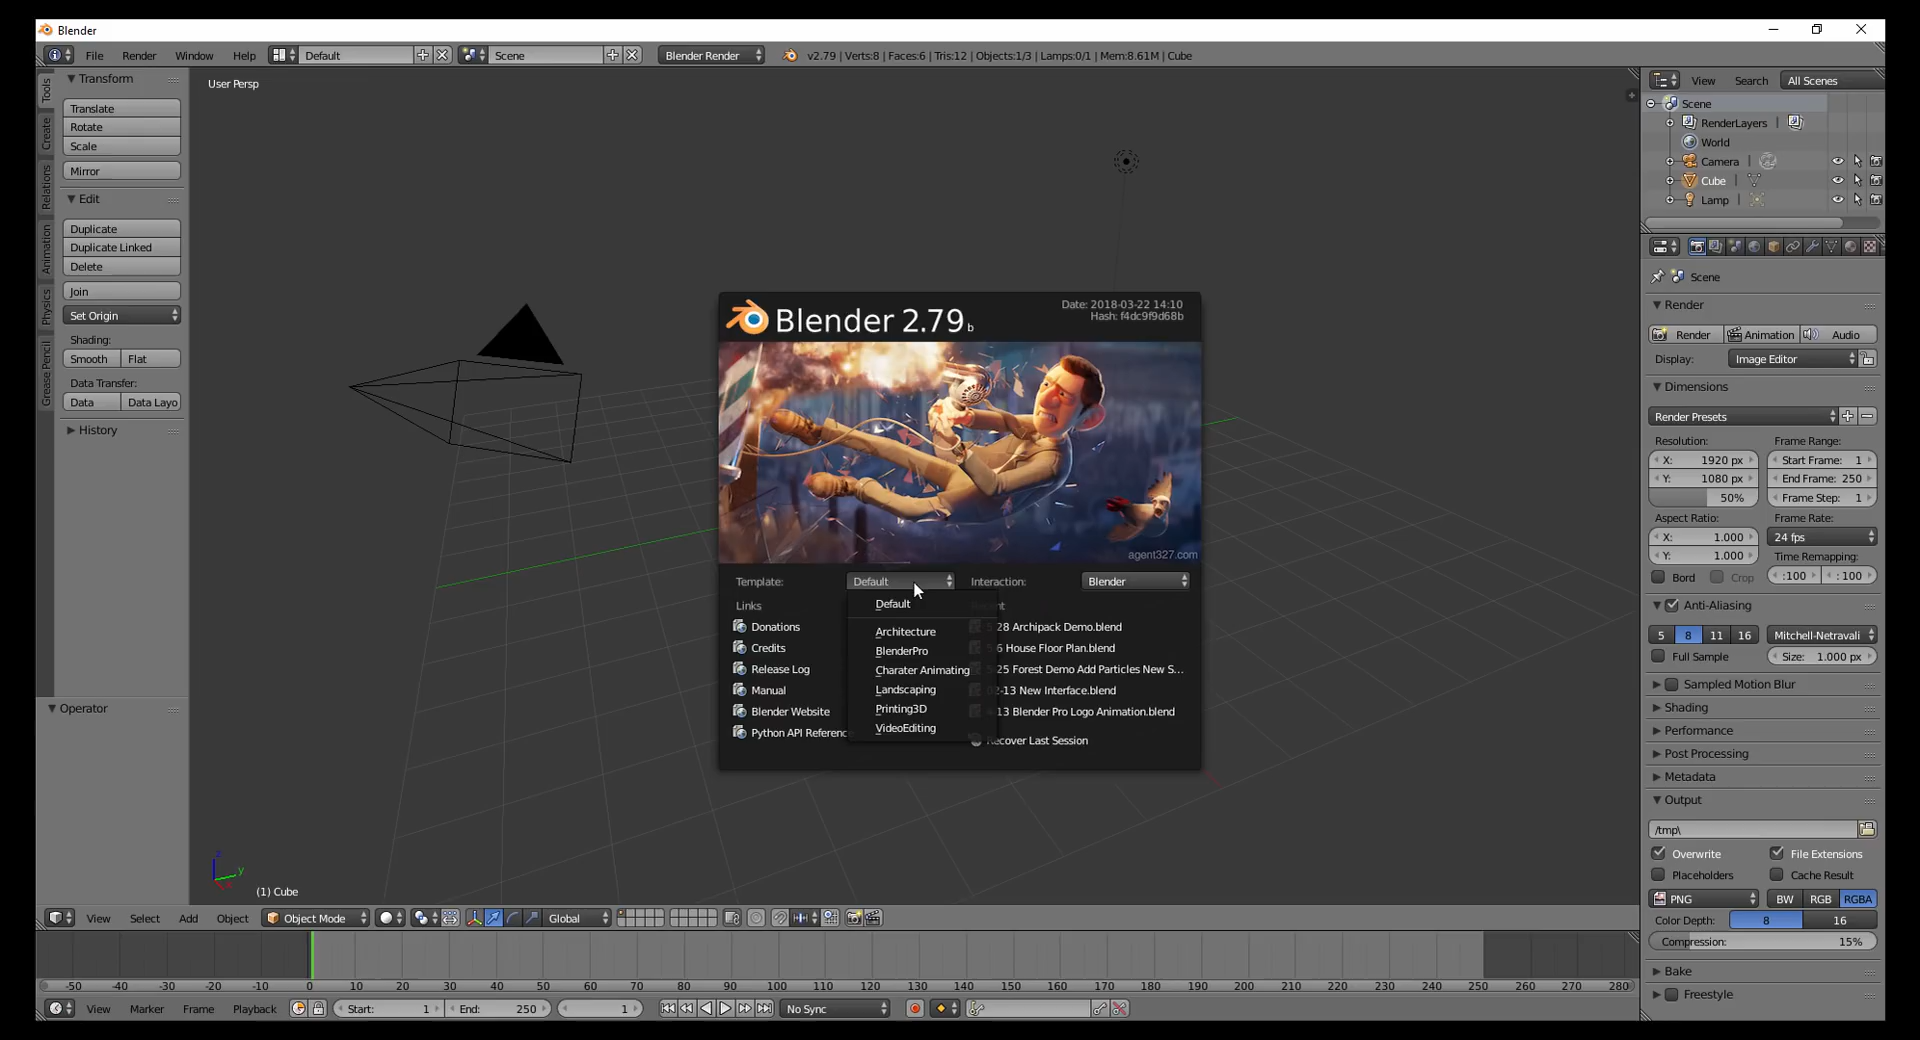 Blender
File Render Window Help Default Scene Blender Render v2.79 | Verts:8 | Faces:6 | Tris:12 | Objects:1/3 | Lamps:0/1 | Mem:8.61M | Cube
Tools
Create
Relations
Animation
Physics
Grease Pencil
Transform
Translate
Rotate
Scale
Mirror
Edit
Duplicate
Duplicate Linked
Delete
Join
Set Origin
Shading:
Smooth Flat
Data Transfer:
Data Data Layo
History
Operator
User Persp
Blender 2.79 b
Date: 2018-03-22 14:10
Hash: f4dc9f9d68b
agent327.com
Template: Default Interaction: Blender
Links
Donations
Credits
Release Log
Manual
Blender Website
Python API Referenc
Default
Architecture
BlenderPro
Charater Animating
Landscaping
Printing3D
VideoEditing
28 Archipack Demo.blend
6 House Floor Plan.blend
25 Forest Demo Add Particles New S...
2-13 New Interface.blend
13 Blender Pro Logo Animation.blend
Recover Last Session
z
y
x
(1) Cube
View Select Add Object Object Mode Global
-50 -40 -30 -20 -10 0 10 20 30 40 50 60 70 80 90 100 110 120 130 140 150 160 170 180 190 200 210 220 230 240 250 260 270 280
View Marker Frame Playback Start: 1 End: 250 1 No Sync
View Search All Scenes
Scene
RenderLayers |
World
Camera |
Cube |
Lamp |
Scene
Render
Render Animation Audio
Display: Image Editor
Dimensions
Render Presets
Resolution: Frame Range:
X: 1920 px Start Frame: 1
Y: 1080 px End Frame: 250
50% Frame Step: 1
Aspect Ratio: Frame Rate:
X: 1.000 24 fps
Y: 1.000 Time Remapping:
Bord Crop :100 : 100
Anti-Aliasing
5 8 11 16 Mitchell-Netravali
Full Sample Size: 1.000 px
Sampled Motion Blur
Shading
Performance
Post Processing
Metadata
Output
/tmp\
Overwrite File Extensions
Placeholders Cache Result
PNG BW RGB RGBA
Color Depth: 8 16
Compression: 15%
Bake
Freestyle